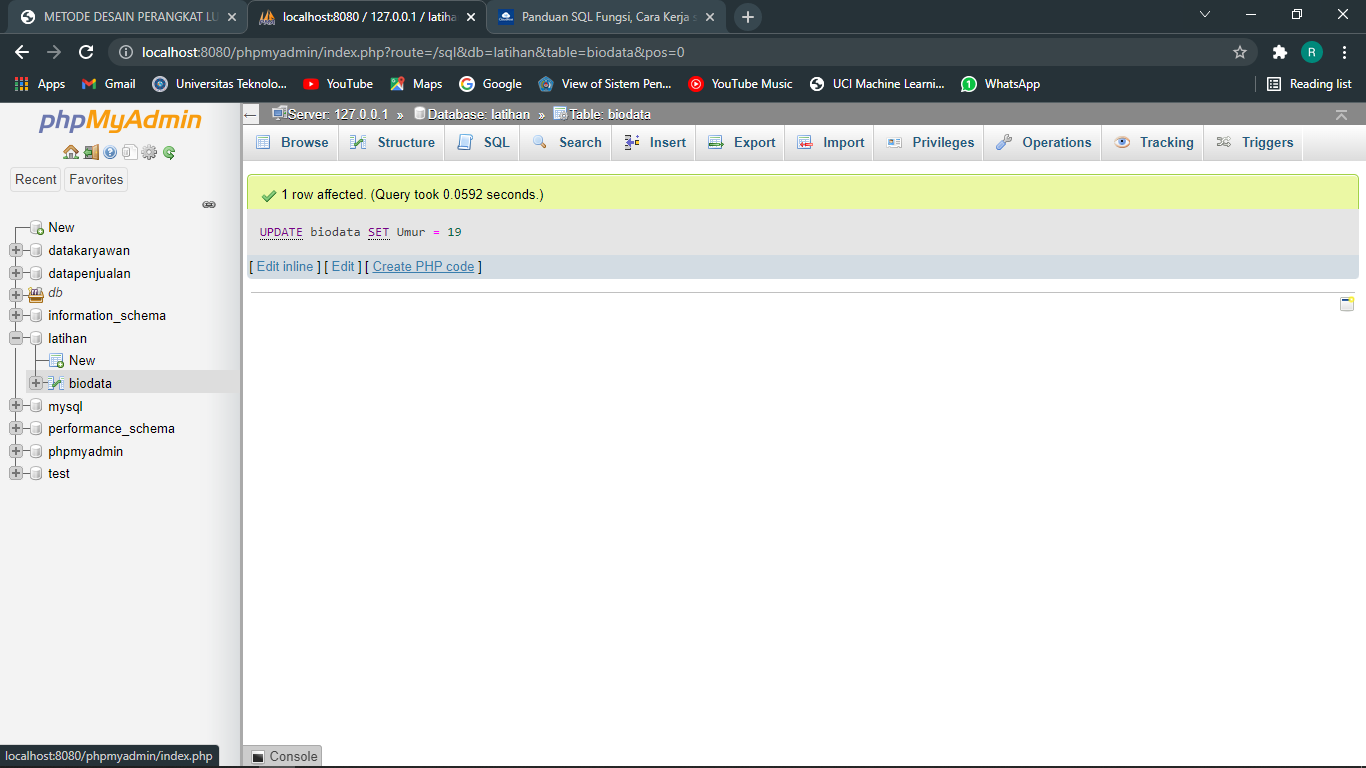 METODE DESAIN PERANGKAT LU
localhost:8080 / 127.0.0.1 / latiha
Panduan SQL Fungsi, Cara Kerja s
localhost:8080/phpmyadmin/index.php?route=/sql&db=latihan&table=biodata&pos=0
R
Apps
Gmail
Universitas Teknolo...
YouTube
Maps
Google
View of Sistem Pen...
YouTube Music
UCI Machine Learni...
1
WhatsApp
Reading list
phpMyAdmin
Recent
Favorites
New
datakaryawan
datapenjualan
db
information_schema
latihan
New
biodata
mysql
performance_schema
phpmyadmin
test
Server: 127.0.0.1 » Database: latihan » Table: biodata
Browse
Structure
SQL
Search
Insert
Export
Import
Privileges
Operations
Tracking
Triggers
1 row affected. (Query took 0.0592 seconds.)
UPDATE biodata SET Umur = 19
[ Edit inline ] [ Edit ] [ Create PHP code ]
localhost:8080/phpmyadmin/index.php
Console